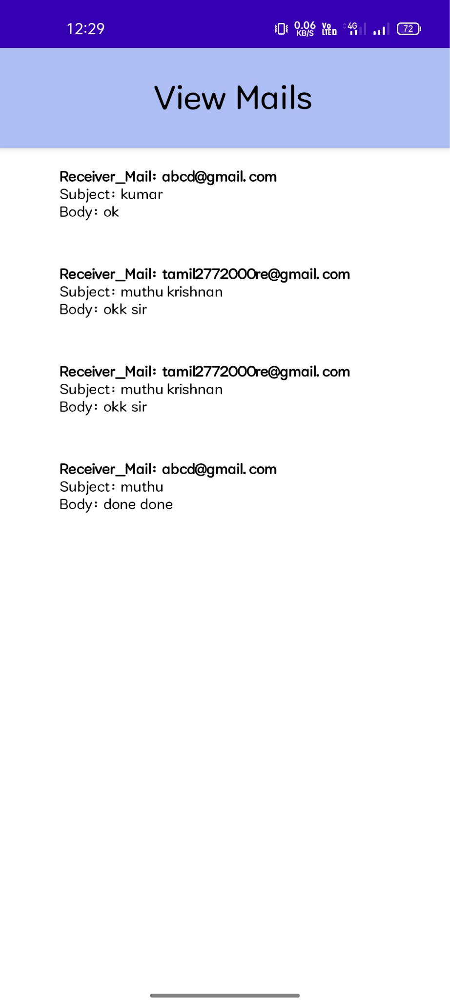 12:29
0.06 KB/S
Vo LTE
4G
72
View Mails
Receiver_Mail: abcd@gmail.com
Subject: kumar
Body: ok
Receiver_Mail: tamil2772000re@gmail.com
Subject: muthu krishnan
Body: okk sir
Receiver_Mail: tamil2772000re@gmail.com
Subject: muthu krishnan
Body: okk sir
Receiver_Mail: abcd@gmail.com
Subject: muthu
Body: done done